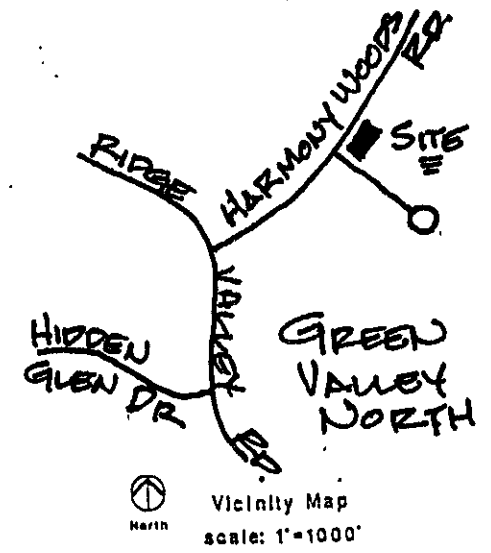 HARMONY WOODS RD.
SITE
RIDGE
VALLEY
RD
HIDDEN
GLEN DR
GREEN
VALLEY
NORTH
North
Vicinity Map
scale: 1"=1000'